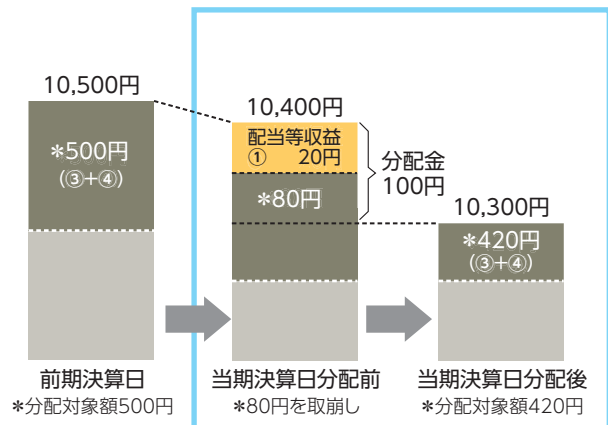 10,500円
＊500円
(③+④)
前期決算日
＊分配対象額500円
10,400円
配当等収益
① 20円
＊80円
分配金
100円
当期決算日分配前
＊80円を取崩し
10,300円
＊420円
(③+④)
当期決算日分配後
＊分配対象額420円